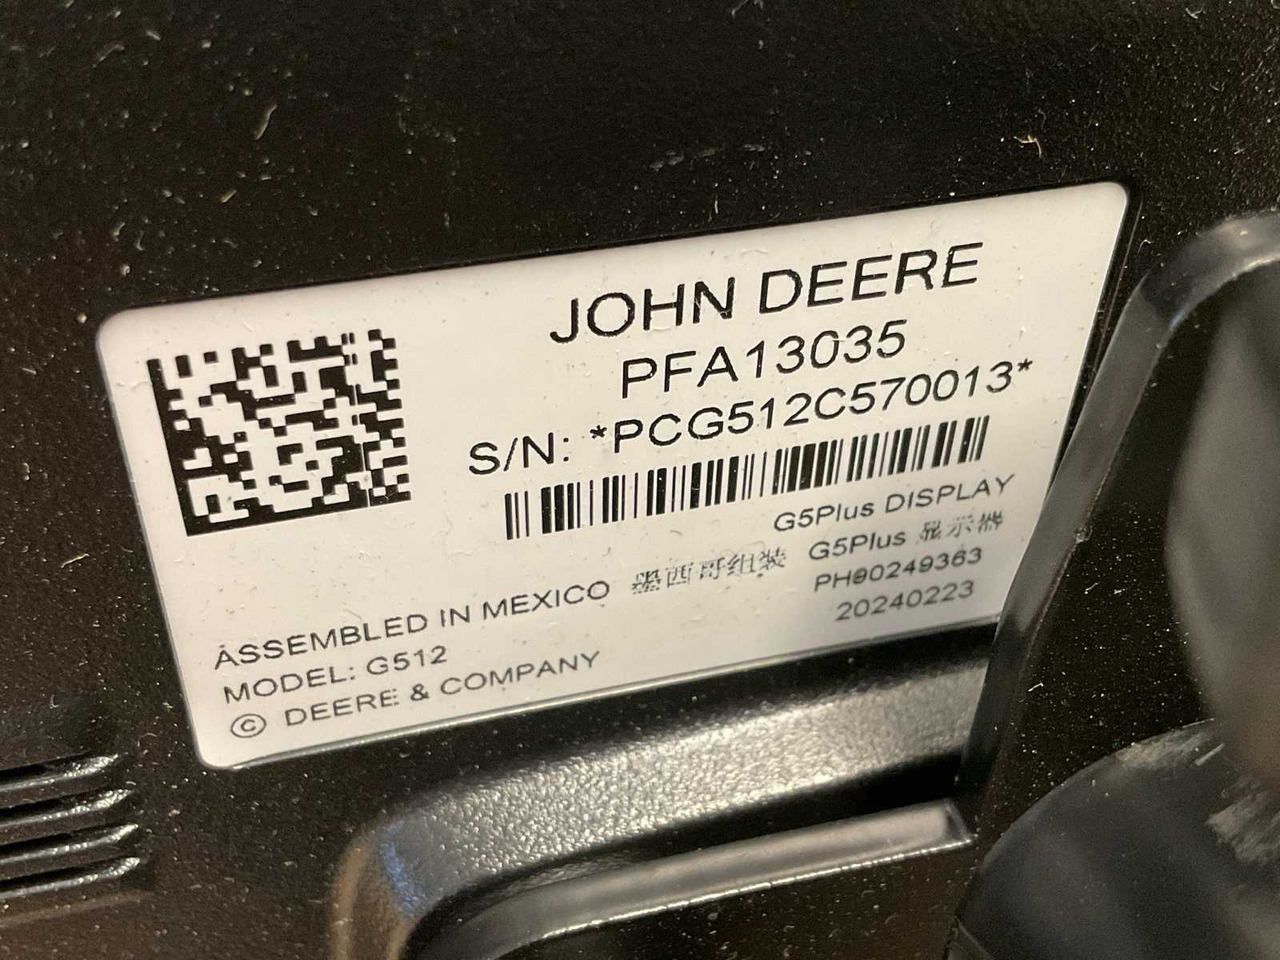 JOHN DEERE
PFA13035
S/N: *PCG512C570013*
G5Plus DISPLAY
G5Plus 显示器
ASSEMBLED IN MEXICO 墨西哥组装
PH90249363
MODEL: G512
20240223
© DEERE & COMPANY